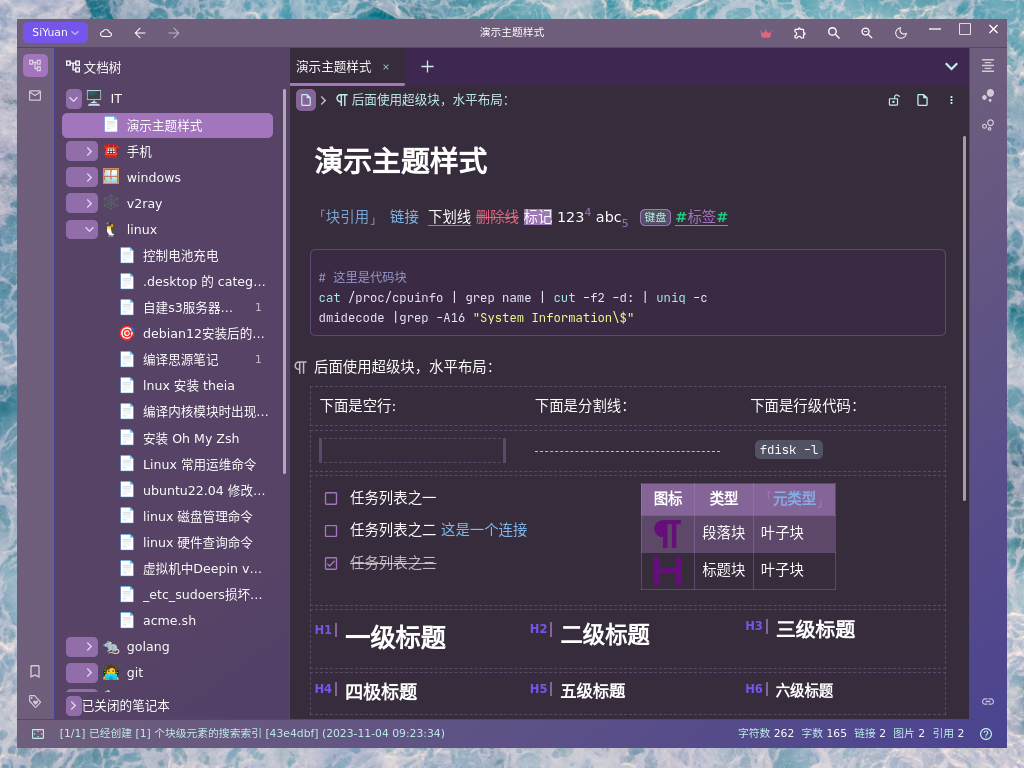 SiYuan
演示主题样式
文档树
IT
演示主题样式
手机
windows
v2ray
linux
控制电池充电
.desktop 的 categ...
自建s3服务器... 1
debian12安装后的...
编译思源笔记 1
lnux 安装 theia
编译内核模块时出现...
安装 Oh My Zsh
Linux 常用运维命令
ubuntu22.04 修改...
linux 磁盘管理命令
linux 硬件查询命令
虚拟机中Deepin v...
_etc_sudoers损坏...
acme.sh
golang
git
已关闭的笔记本
演示主题样式 ×
后面使用超级块，水平布局：
演示主题样式
「块引用」 链接 下划线 删除线 标记 123⁴ abc₅ 键盘 #标签#
# 这里是代码块
cat /proc/cpuinfo | grep name | cut -f2 -d: | uniq -c
dmidecode |grep -A16 "System Information\$"
后面使用超级块，水平布局：
下面是空行: 下面是分割线： 下面是行级代码：
fdisk -l
任务列表之一
任务列表之二 这是一个连接
任务列表之三
图标 类型 「元类型」
¶ 段落块 叶子块
H 标题块 叶子块
H1 一级标题 H2 二级标题 H3 三级标题
H4 四极标题 H5 五级标题 H6 六级标题
[1/1] 已经创建 [1] 个块级元素的搜索索引 [43e4dbf] (2023-11-04 09:23:34)
字符数 262 字数 165 链接 2 图片 2 引用 2